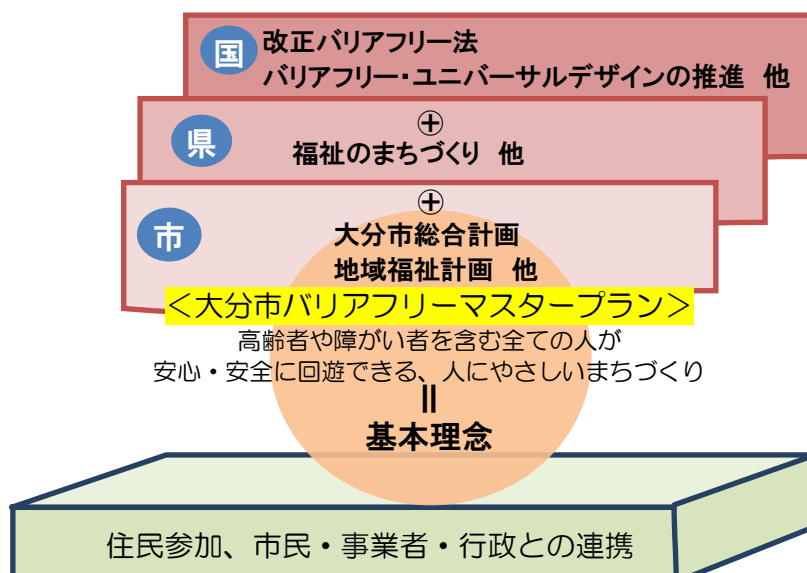 国 改正バリアフリー法
バリアフリー・ユニバーサルデザインの推進 他
⊕
県 福祉のまちづくり 他
⊕
市 大分市総合計画
地域福祉計画 他
＜大分市バリアフリーマスタープラン＞
高齢者や障がい者を含む全ての人が
安心・安全に回遊できる、人にやさしいまちづくり
＝
基本理念
住民参加、市民・事業者・行政との連携